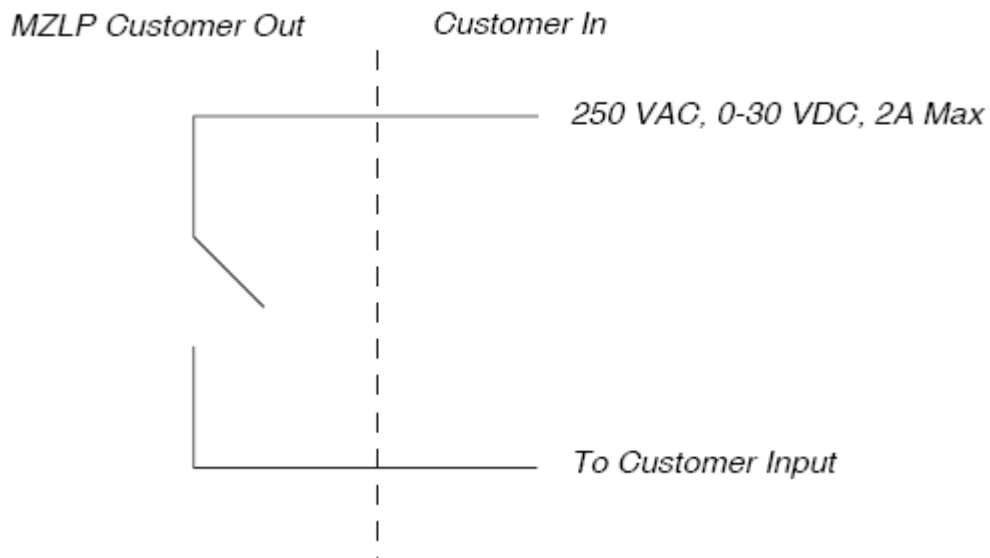 MZLP Customer Out
Customer In
250 VAC, 0-30 VDC, 2A Max
To Customer Input